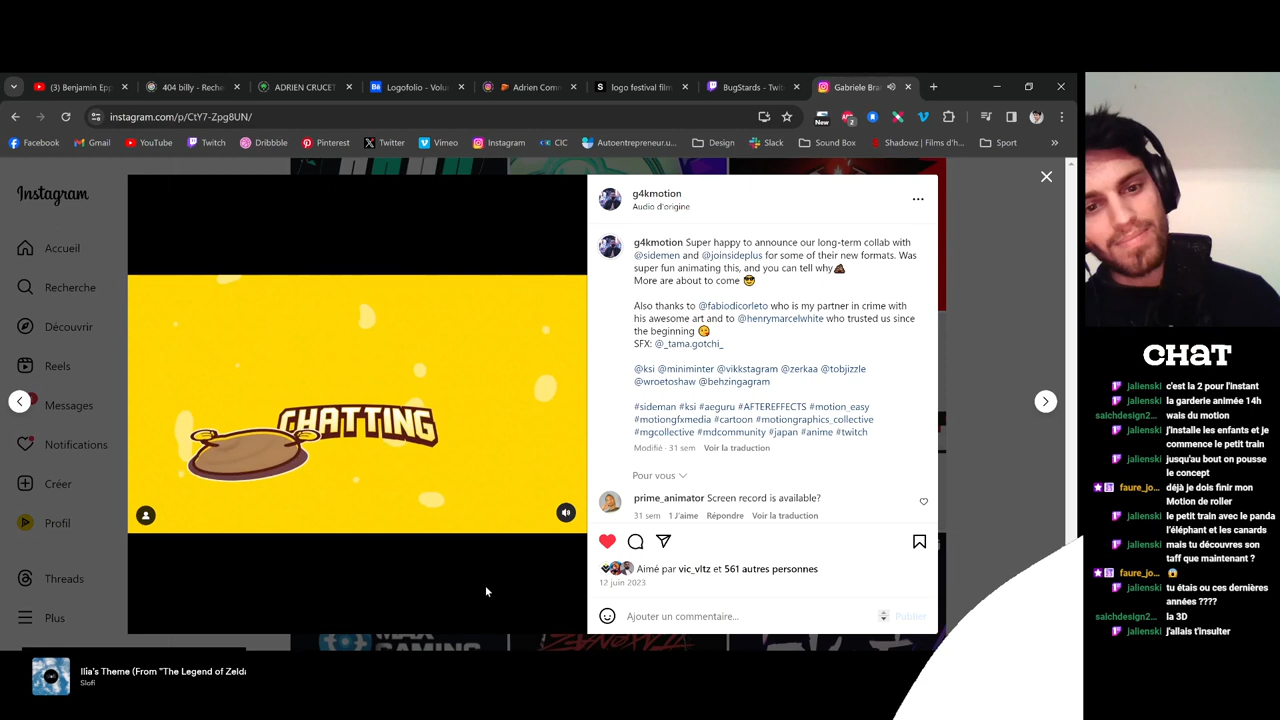 (3) Benjamin Epp
404 billy - Reche
ADRIEN CRUCET
Logofolio - Volu
Adrien Comm
logo festival film
BugStards - Twit
Gabriele Bra
instagram.com/p/CtY7-Zpg8UN/
New
2
Facebook
Gmail
YouTube
Twitch
Dribbble
Pinterest
Twitter
Vimeo
Instagram
CIC
Autoentrepreneur.u...
Design
Slack
Sound Box
Shadowz | Films d'h...
Sport
Instagram
Accueil
Recherche
Découvrir
Reels
Messages
Notifications
Créer
Profil
Threads
Plus
CHATTING
g4kmotion
Audio d'origine
g4kmotion Super happy to announce our long-term collab with
@sidemen and @joinsideplus for some of their new formats. Was
super fun animating this, and you can tell why💩
More are about to come 😎
Also thanks to @fabiodicorleto who is my partner in crime with
his awesome art and to @henrymarcelwhite who trusted us since
the beginning 😋
SFX: @_tama.gotchi_
@ksi @miniminter @vikkstagram @zerkaa @tobjizzle
@wroetoshaw @behzingagram
#sideman #ksi #aeguru #AFTEREFFECTS #motion_easy
#motiongfxmedia #cartoon #motiongraphics_collective
#mgcollective #mdcommunity #japan #anime #twitch
Modifié · 31 sem Voir la traduction
Pour vous
prime_animator Screen record is available?
31 sem 1 J'aime Répondre Voir la traduction
Aimé par vic_vltz et 561 autres personnes
12 juin 2023
Ajouter un commentaire...
Publier
MAX
GAMING
Ilia's Theme (From "The Legend of Zelda
Slofi
CHAT
jalienski c'est la 2 pour l'instant
jalienski la garderie animée 14h
saichdesign2... wais du motion
jalienski j'installe les enfants et je
commence le petit train
jalienski jusqu'au bout on pousse
le concept
faure_jo... déjà je dois finir mon
Motion de roller
jalienski le petit train avec le panda
l'éléphant et les canards
jalienski mais tu découvres son
taff que maintenant ?
faure_jo... 😱
jalienski tu étais ou ces dernières
années ????
saichdesign2... la 3D
jalienski j'allais t'insulter